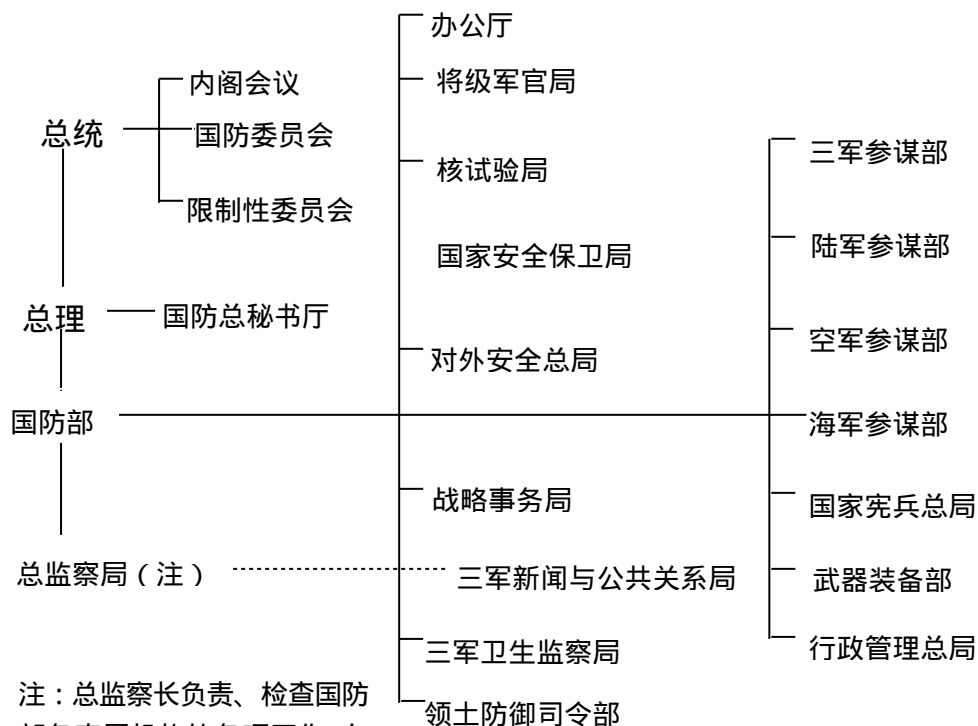 办公厅
内阁会议
将级军官局
总统
国防委员会
三军参谋部
核试验局
限制性委员会
陆军参谋部
国家安全保卫局
总理
国防总秘书厅
空军参谋部
对外安全总局
国防部
海军参谋部
战略事务局
国家宪兵总局
总监察局（注）
三军新闻与公共关系局
武器装备部
三军卫生监察局
行政管理总局
注：总监察长负责、检查国防
领土防御司令部